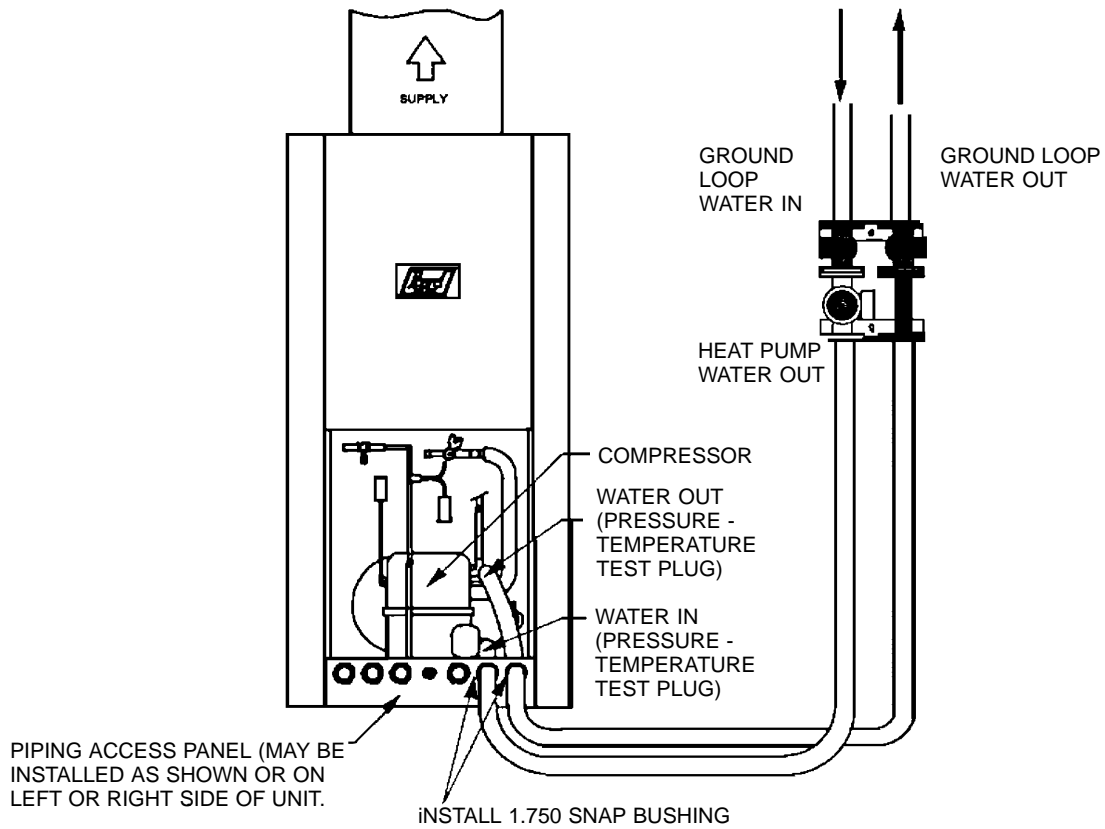 SUPPLY
GROUND
LOOP
WATER IN
GROUND LOOP
WATER OUT
HEAT PUMP
WATER OUT
COMPRESSOR
WATER OUT
(PRESSURE -
TEMPERATURE
TEST PLUG)
WATER IN
(PRESSURE -
TEMPERATURE
TEST PLUG)
PIPING ACCESS PANEL (MAY BE
INSTALLED AS SHOWN OR ON
LEFT OR RIGHT SIDE OF UNIT.
iNSTALL 1.750 SNAP BUSHING